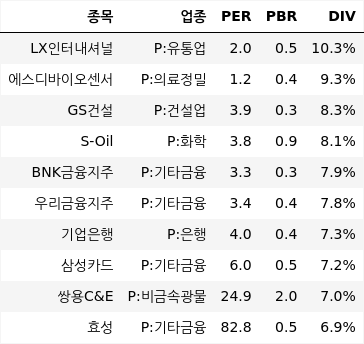 종목 업종 PER PBR DIV
LX인터내셔널 P:유통업 2.0 0.5 10.3%
에스디바이오센서 P:의료정밀 1.2 0.4 9.3%
GS건설 P:건설업 3.9 0.3 8.3%
S-Oil P:화학 3.8 0.9 8.1%
BNK금융지주 P:기타금융 3.3 0.3 7.9%
우리금융지주 P:기타금융 3.4 0.4 7.8%
기업은행 P:은행 4.0 0.4 7.3%
삼성카드 P:기타금융 6.0 0.5 7.2%
쌍용C&E P:비금속광물 24.9 2.0 7.0%
효성 P:기타금융 82.8 0.5 6.9%